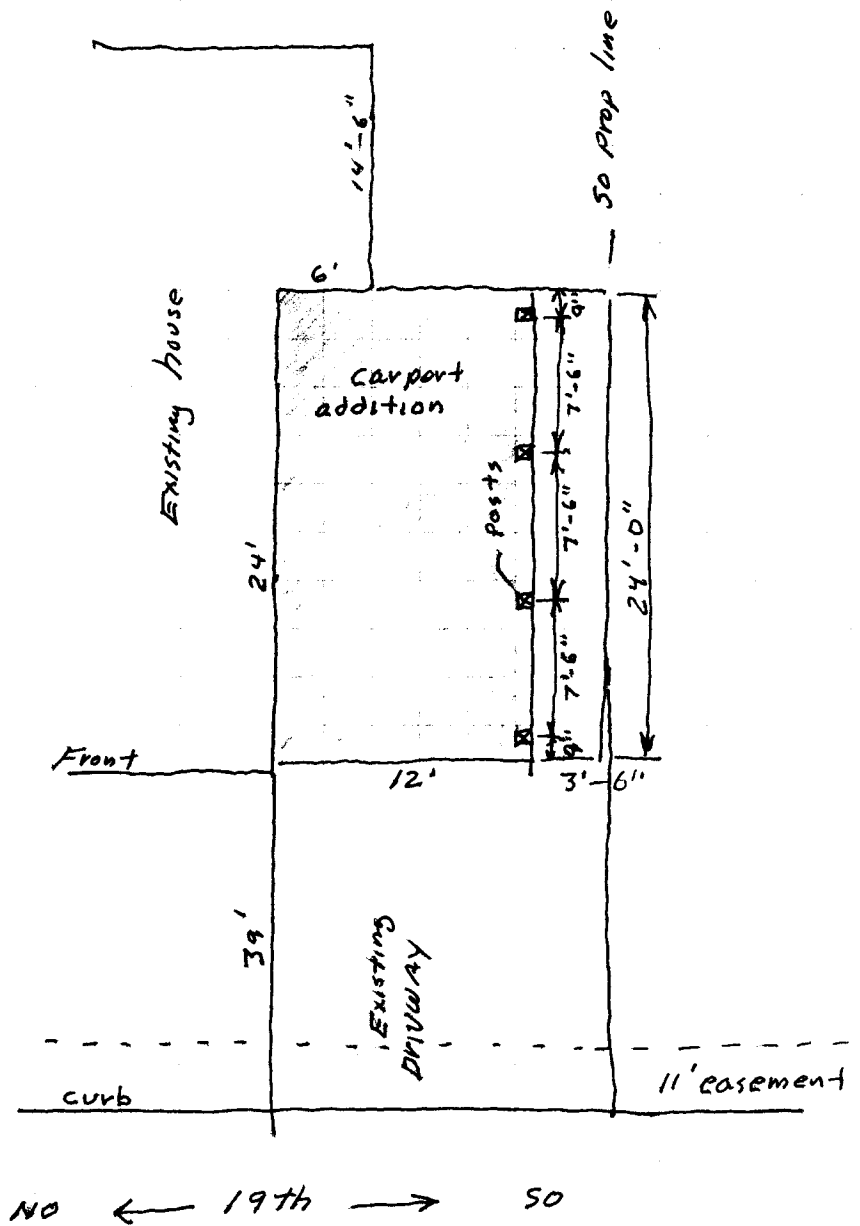 14'-6"
SO Prop line
6'
Existing house
carport
addition
9"
7'-6"
7'-6"
7'-6"
9"
posts
24'
24'-0"
Front
12'
3'-6"
39'
Existing
Driveway
11' easement
curb
NO ← 19th → SO